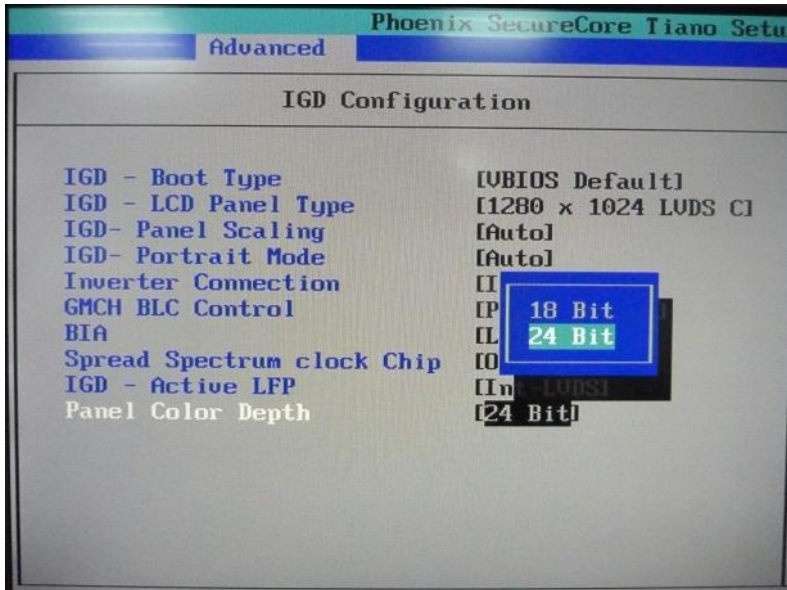 Phoenix SecureCore Tiano Setu
Advanced
IGD Configuration
IGD - Boot Type [VBIOS Default]
IGD - LCD Panel Type [1280 x 1024 LVDS C]
IGD- Panel Scaling [Auto]
IGD- Portrait Mode [Auto]
Inverter Connection [I
GMCH BLC Control [P ]
18 Bit
BIA [L
24 Bit
Spread Spectrum clock Chip [O
IGD - Active LFP [Int-LVDS]
Panel Color Depth [24 Bit]